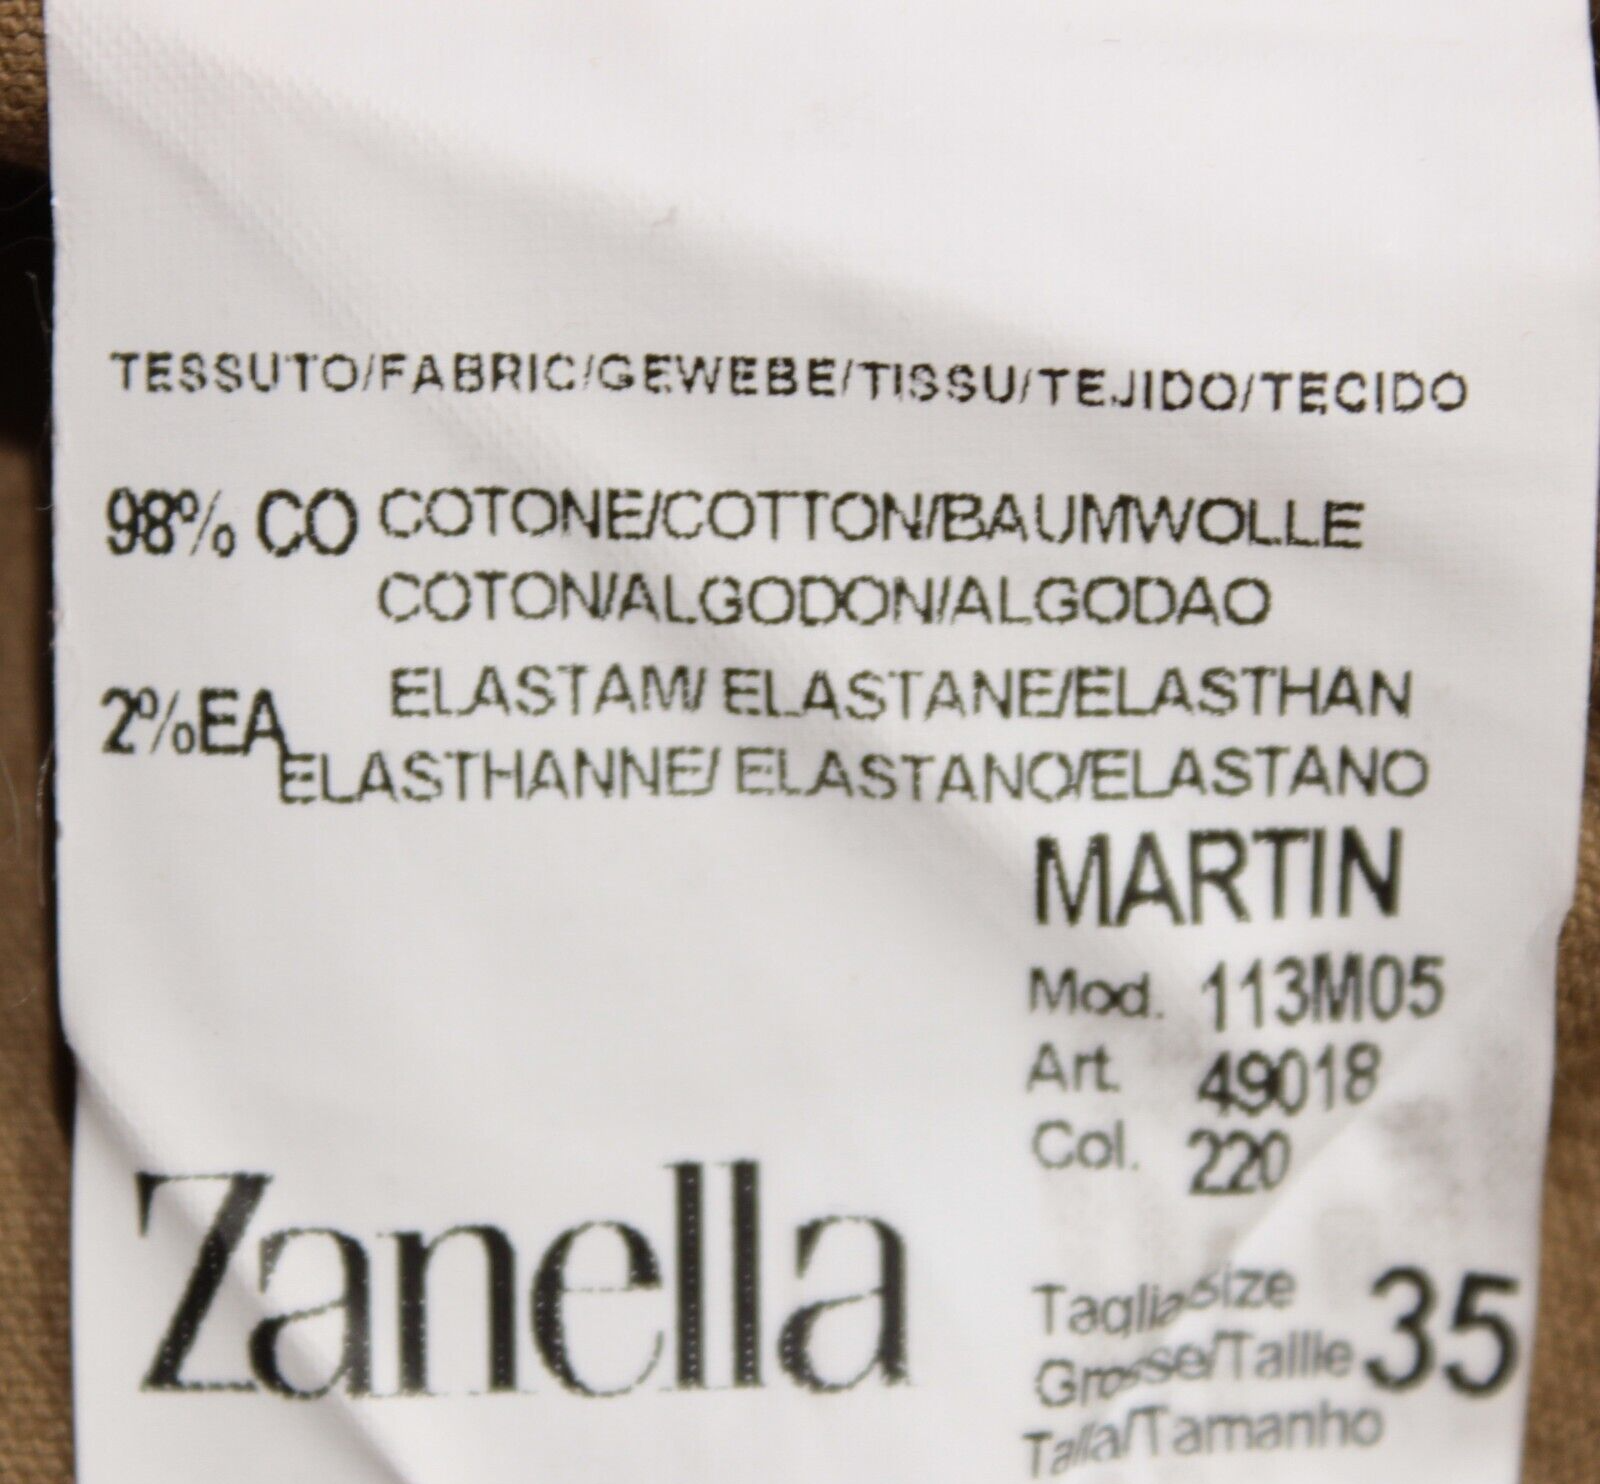 TESSUTO/FABRIC/GEWEBE/TISSU/TEJIDO/TECIDO
98% CO COTONE/COTTON/BAUMWOLLE
COTON/ALGODON/ALGODAO
2%EA ELASTAM/ ELASTANE/ELASTHAN
ELASTHANNE/ ELASTANO/ELASTANO
MARTIN
Mod. 113M05
Art. 49018
Col. 220
Zanella
Taglia Size
Grosse/Taillle 35
Talla/Tamanho